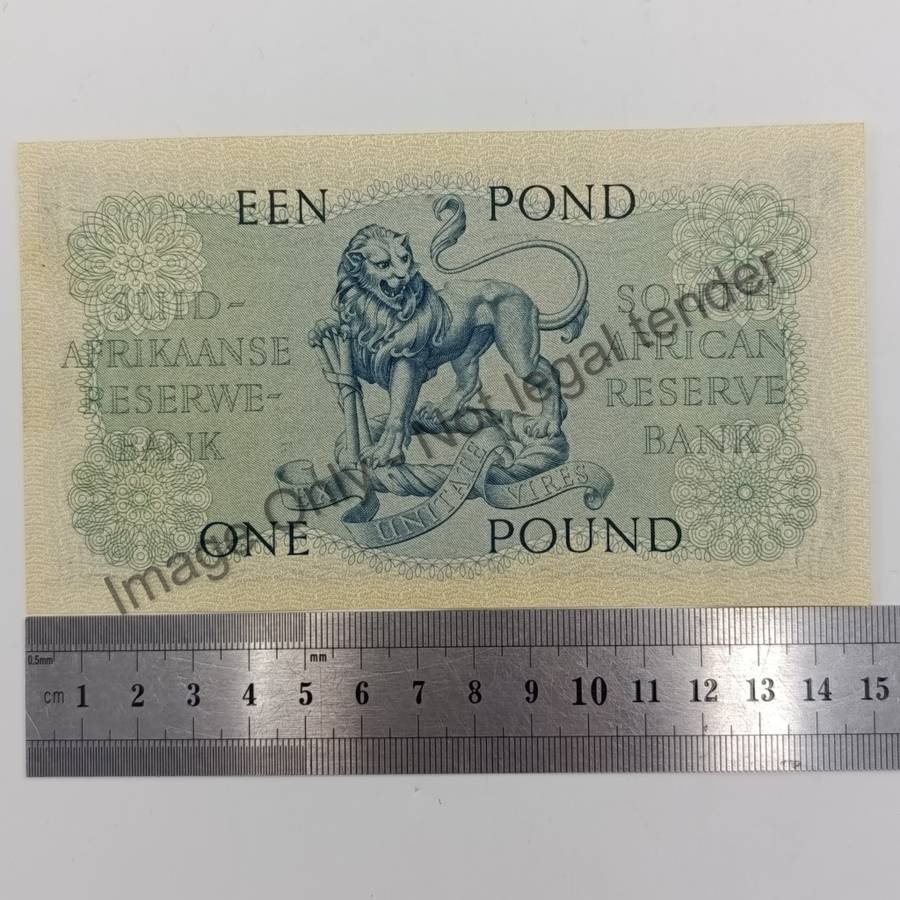 EEN POND
SUID-
AFRIKAANSE
RESERWE-
BANK
SOUTH
AFRICAN
RESERVE
BANK
EX UNITATE VIRES
ONE POUND
Image Only - Not legal tender
0.5mm
mm
cm 1 2 3 4 5 6 7 8 9 10 11 12 13 14 15